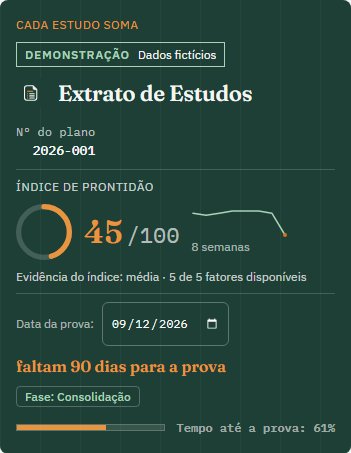 CADA ESTUDO SOMA
DEMONSTRAÇÃO Dados fictícios
Extrato de Estudos
Nº do plano
2026-001
ÍNDICE DE PRONTIDÃO
45/100
8 semanas
Evidência do índice: média · 5 de 5 fatores disponíveis
Data da prova: 09/12/2026
faltam 90 dias para a prova
Fase: Consolidação
Tempo até a prova: 61%